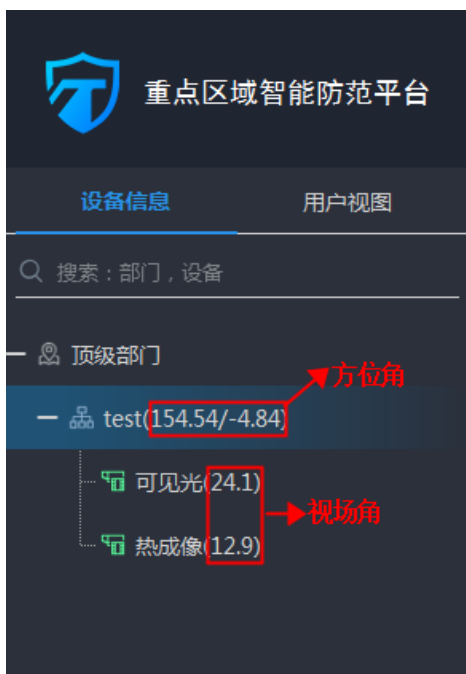 重点区域智能防范平台
设备信息 用户视图
搜索：部门，设备
顶级部门
方位角
test(154.54/-4.84)
可见光(24.1)
视场角
热成像(12.9)